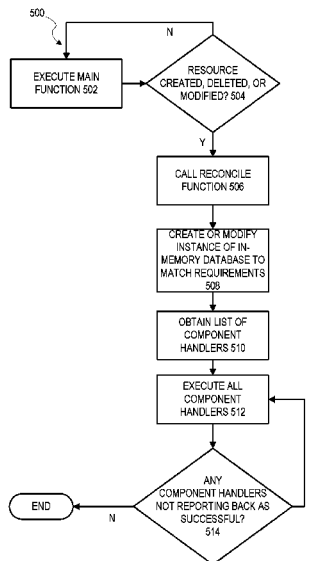 500
N
EXECUTE MAIN
FUNCTION 502
RESOURCE
CREATED, DELETED, OR
MODIFIED? 504
Y
CALL RECONCILE
FUNCTION 506
CREATE OR MODIFY
INSTANCE OF IN-
MEMORY DATABASE TO
MATCH REQUIREMENTS
508
OBTAIN LIST OF
COMPONENT
HANDLERS 510
EXECUTE ALL
COMPONENT
HANDLERS 512
ANY
COMPONENT HANDLERS
NOT REPORTING BACK AS
SUCCESSFUL?
514
N
END